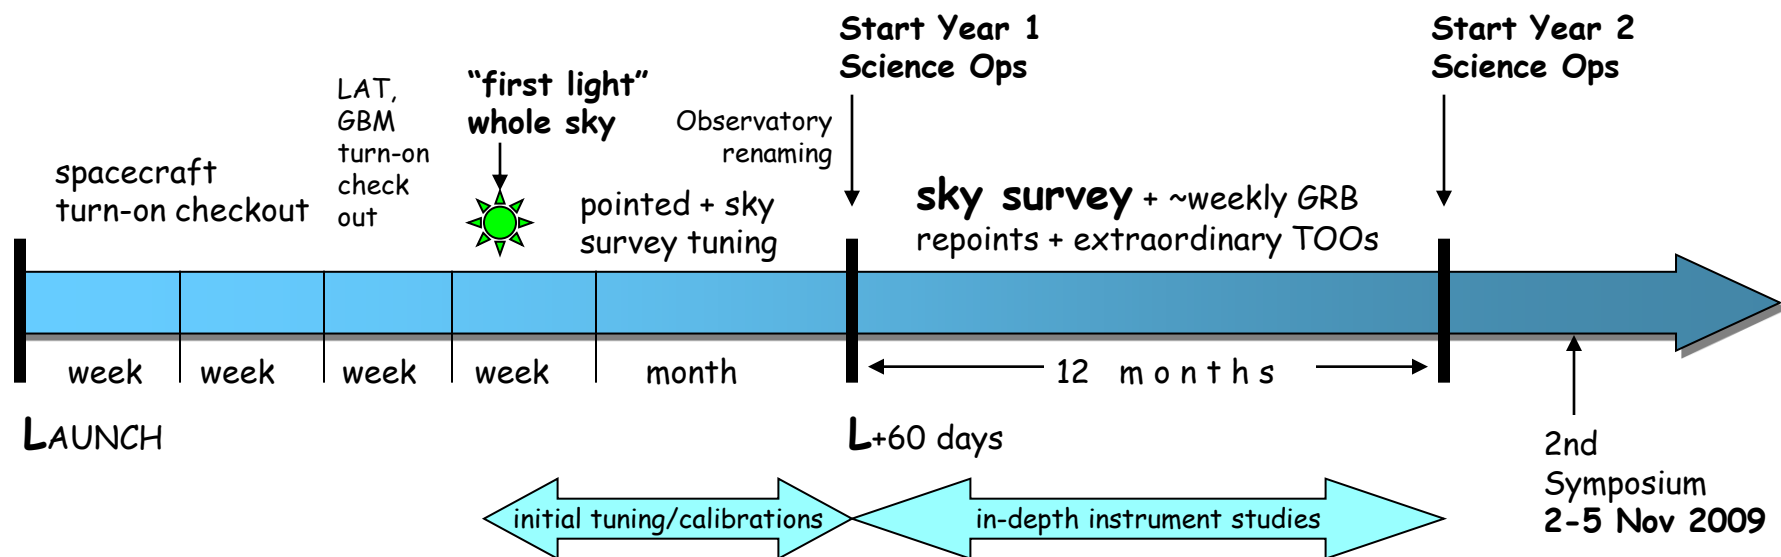 Start Year 1
Science Ops
Start Year 2
Science Ops
LAT,
GBM
turn-on
check
out
“first light”
whole sky
Observatory
renaming
spacecraft
turn-on checkout
pointed + sky
survey tuning
sky survey + ~weekly GRB
repoints + extraordinary TOOs
week
week
week
week
month
12 months
LAUNCH
L+60 days
2nd
Symposium
2-5 Nov 2009
initial tuning/calibrations
in-depth instrument studies